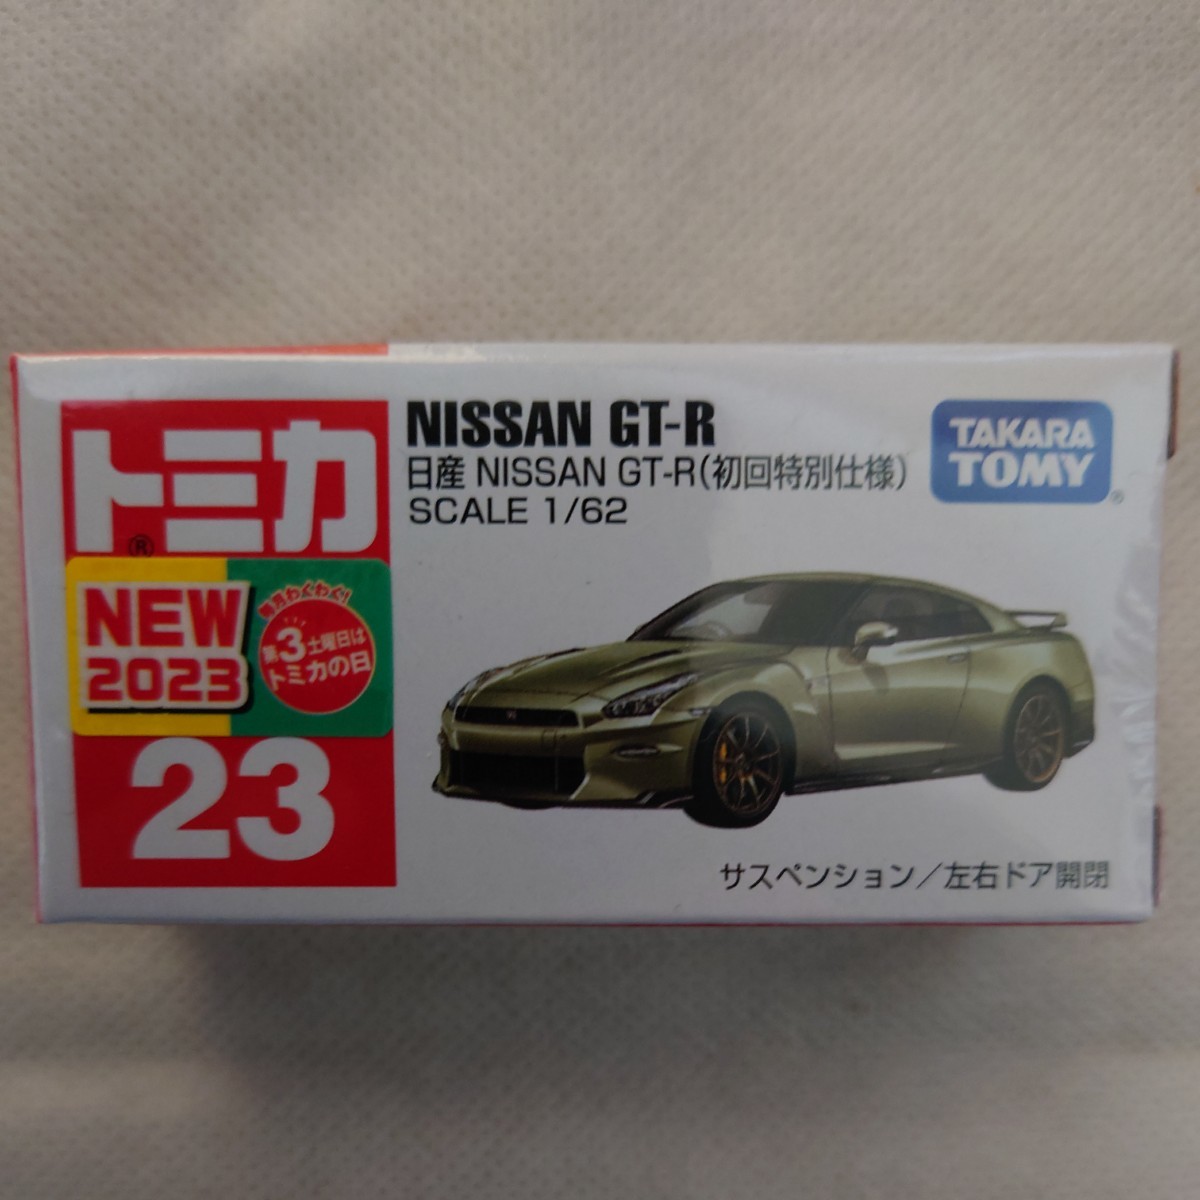 トミカ
®
NEW
2023
毎月わくわく!
第3土曜日は
トミカの日
23
NISSAN GT-R
日産 NISSAN GT-R(初回特別仕様)
SCALE 1/62
TAKARA
TOMY®
サスペンション/左右ドア開閉